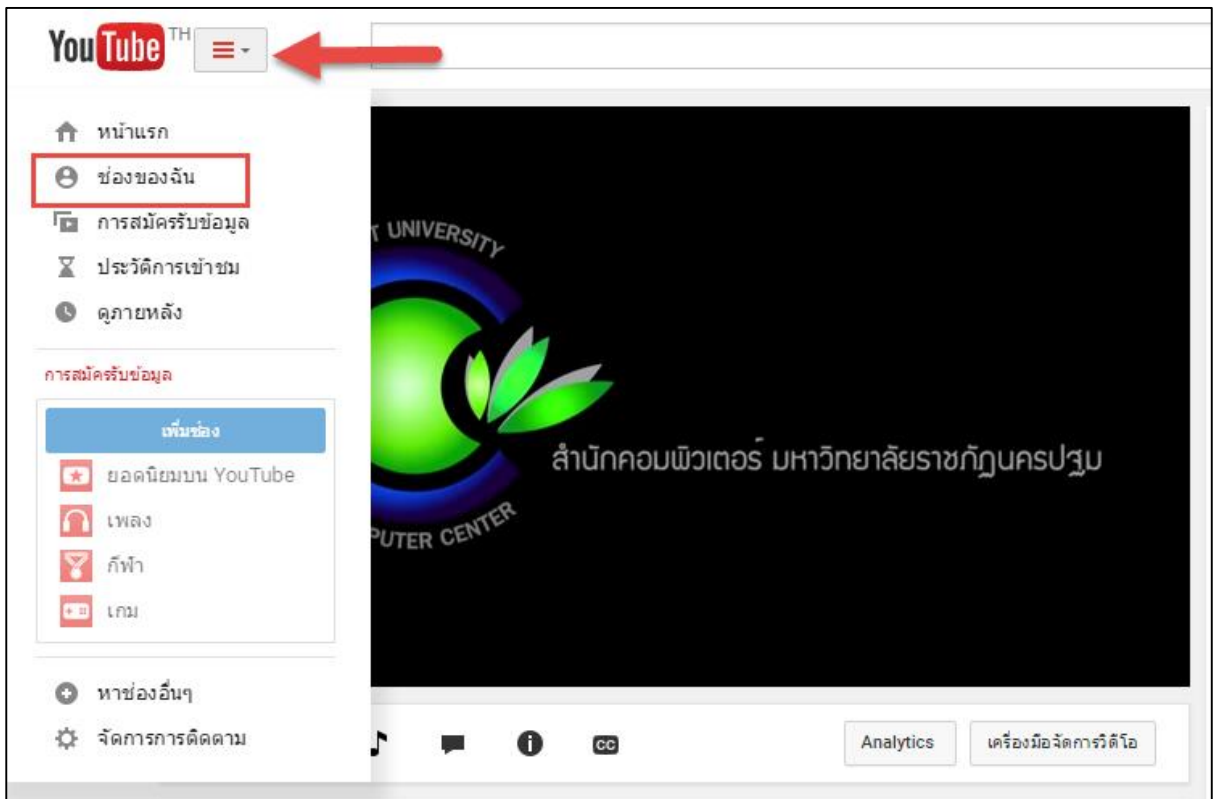 YouTube TH
หน้าแรก
ช่องของฉัน
การสมัครรับข้อมูล
ประวัติการเข้าชม
ดูภายหลัง
การสมัครรับข้อมูล
เพิ่มช่อง
ยอดนิยมบน YouTube
เพลง
กีฬา
เกม
หาช่องอื่นๆ
จัดการการติดตาม
T UNIVERSITY
สำนักคอมพิวเตอร์ มหาวิทยาลัยราชภัฏนครปฐม
PUTER CENTER
CC
Analytics
เครื่องมือจัดการวิดีโอ